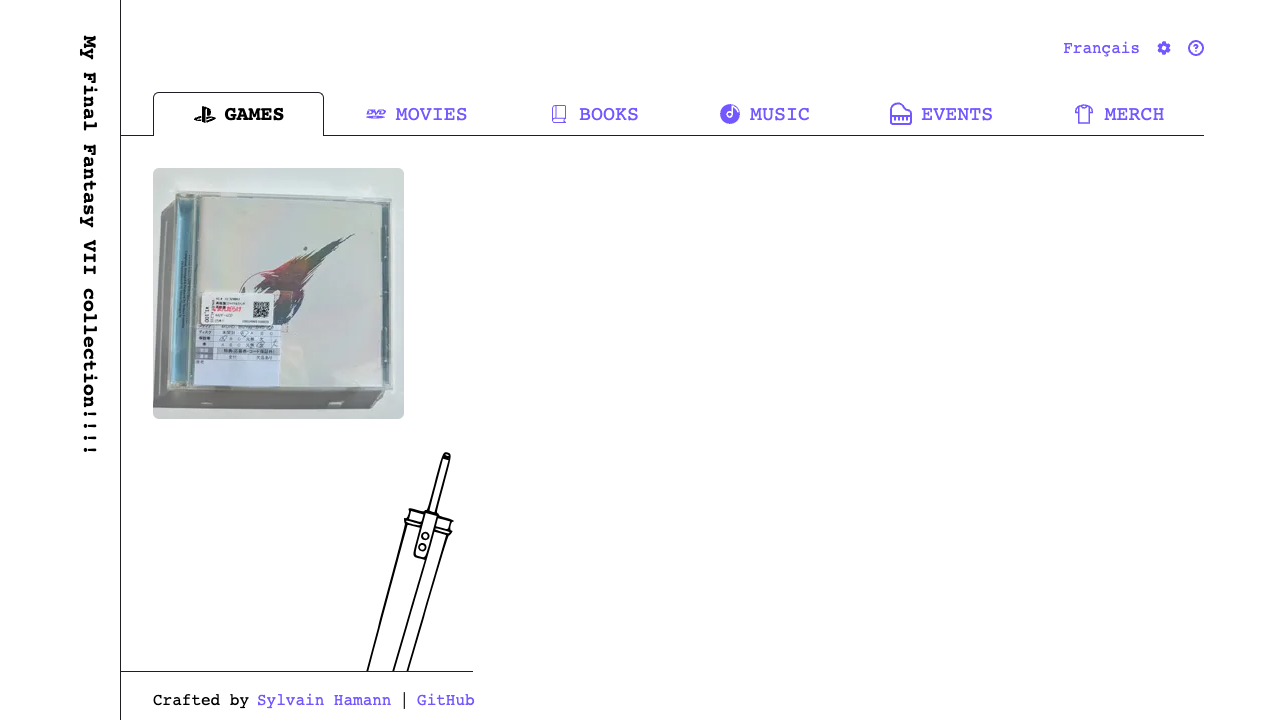 My Final Fantasy VII collection!!!!
Français
GAMES
MOVIES
BOOKS
MUSIC
EVENTS
MERCH
Crafted by Sylvain Hamann | GitHub